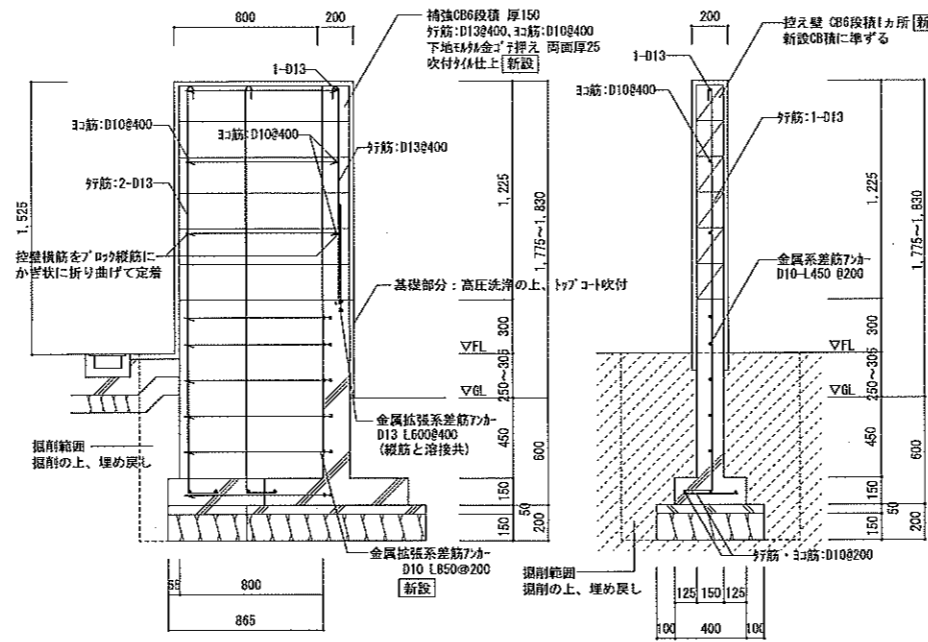 800
200
補強CB6段積 厚150
タテ筋:D13@400、ヨコ筋:D10@400
下地モルタル金ゴテ押え 両面厚25
吹付タイル仕上 新設
1-D13
ヨコ筋:D10@400
ヨコ筋:D10@400
タテ筋:D13@400
タテ筋:2-D13
1,525
控壁横筋をブロック縦筋に
かぎ状に折り曲げて定着
基礎部分:高圧洗浄の上、トップコート吹付
▽FL
▽GL
1,225
300
250~305
450
150
50
150
1,775~1,830
600
200
掘削範囲
掘削の上、埋め戻し
金属拡張系差筋アンカー
D13 L600@400
(縦筋と溶接共)
金属拡張系差筋アンカー
D10 L850@200
新設
65
800
865
200
控え壁 CB6段積1ヵ所 新
新設CB積に準ずる
1-D13
ヨコ筋:D10@400
タテ筋:1-D13
金属系差筋アンカー
D10-L450 @200
▽FL
▽GL
1,225
300
250~305
450
150
50
150
1,775~1,830
600
200
タテ筋・ヨコ筋:D10@200
掘削範囲
掘削の上、埋め戻し
125
150
125
100
400
100